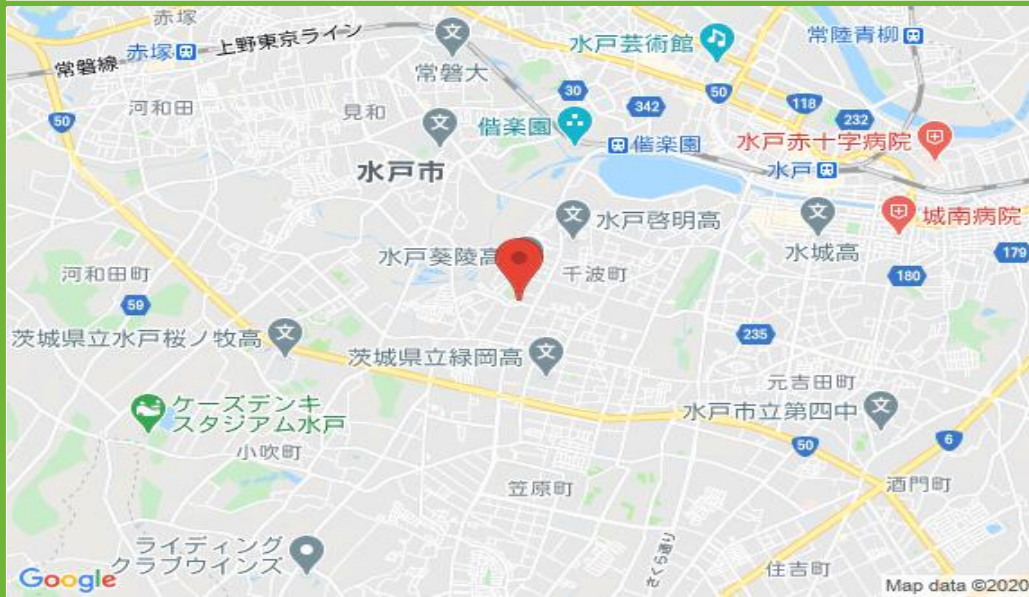 赤塚
赤塚
上野東京ライン
常磐線
常磐大
水戸芸術館
常陸青柳
河和田
見和
50
30
342
50
118
232
偕楽園
偕楽園
水戸赤十字病院
水戸市
水戸
水戸啓明高
水城高
城南病院
水戸葵陵高
千波町
河和田町
179
180
59
235
茨城県立水戸桜ノ牧高
茨城県立緑岡高
元吉田町
ケーズデンキ
スタジアム水戸
水戸市立第四中
小吹町
50
6
笠原町
酒門町
ライディング
クラブウインズ
さくら通り
住吉町
Google
Map data ©2020